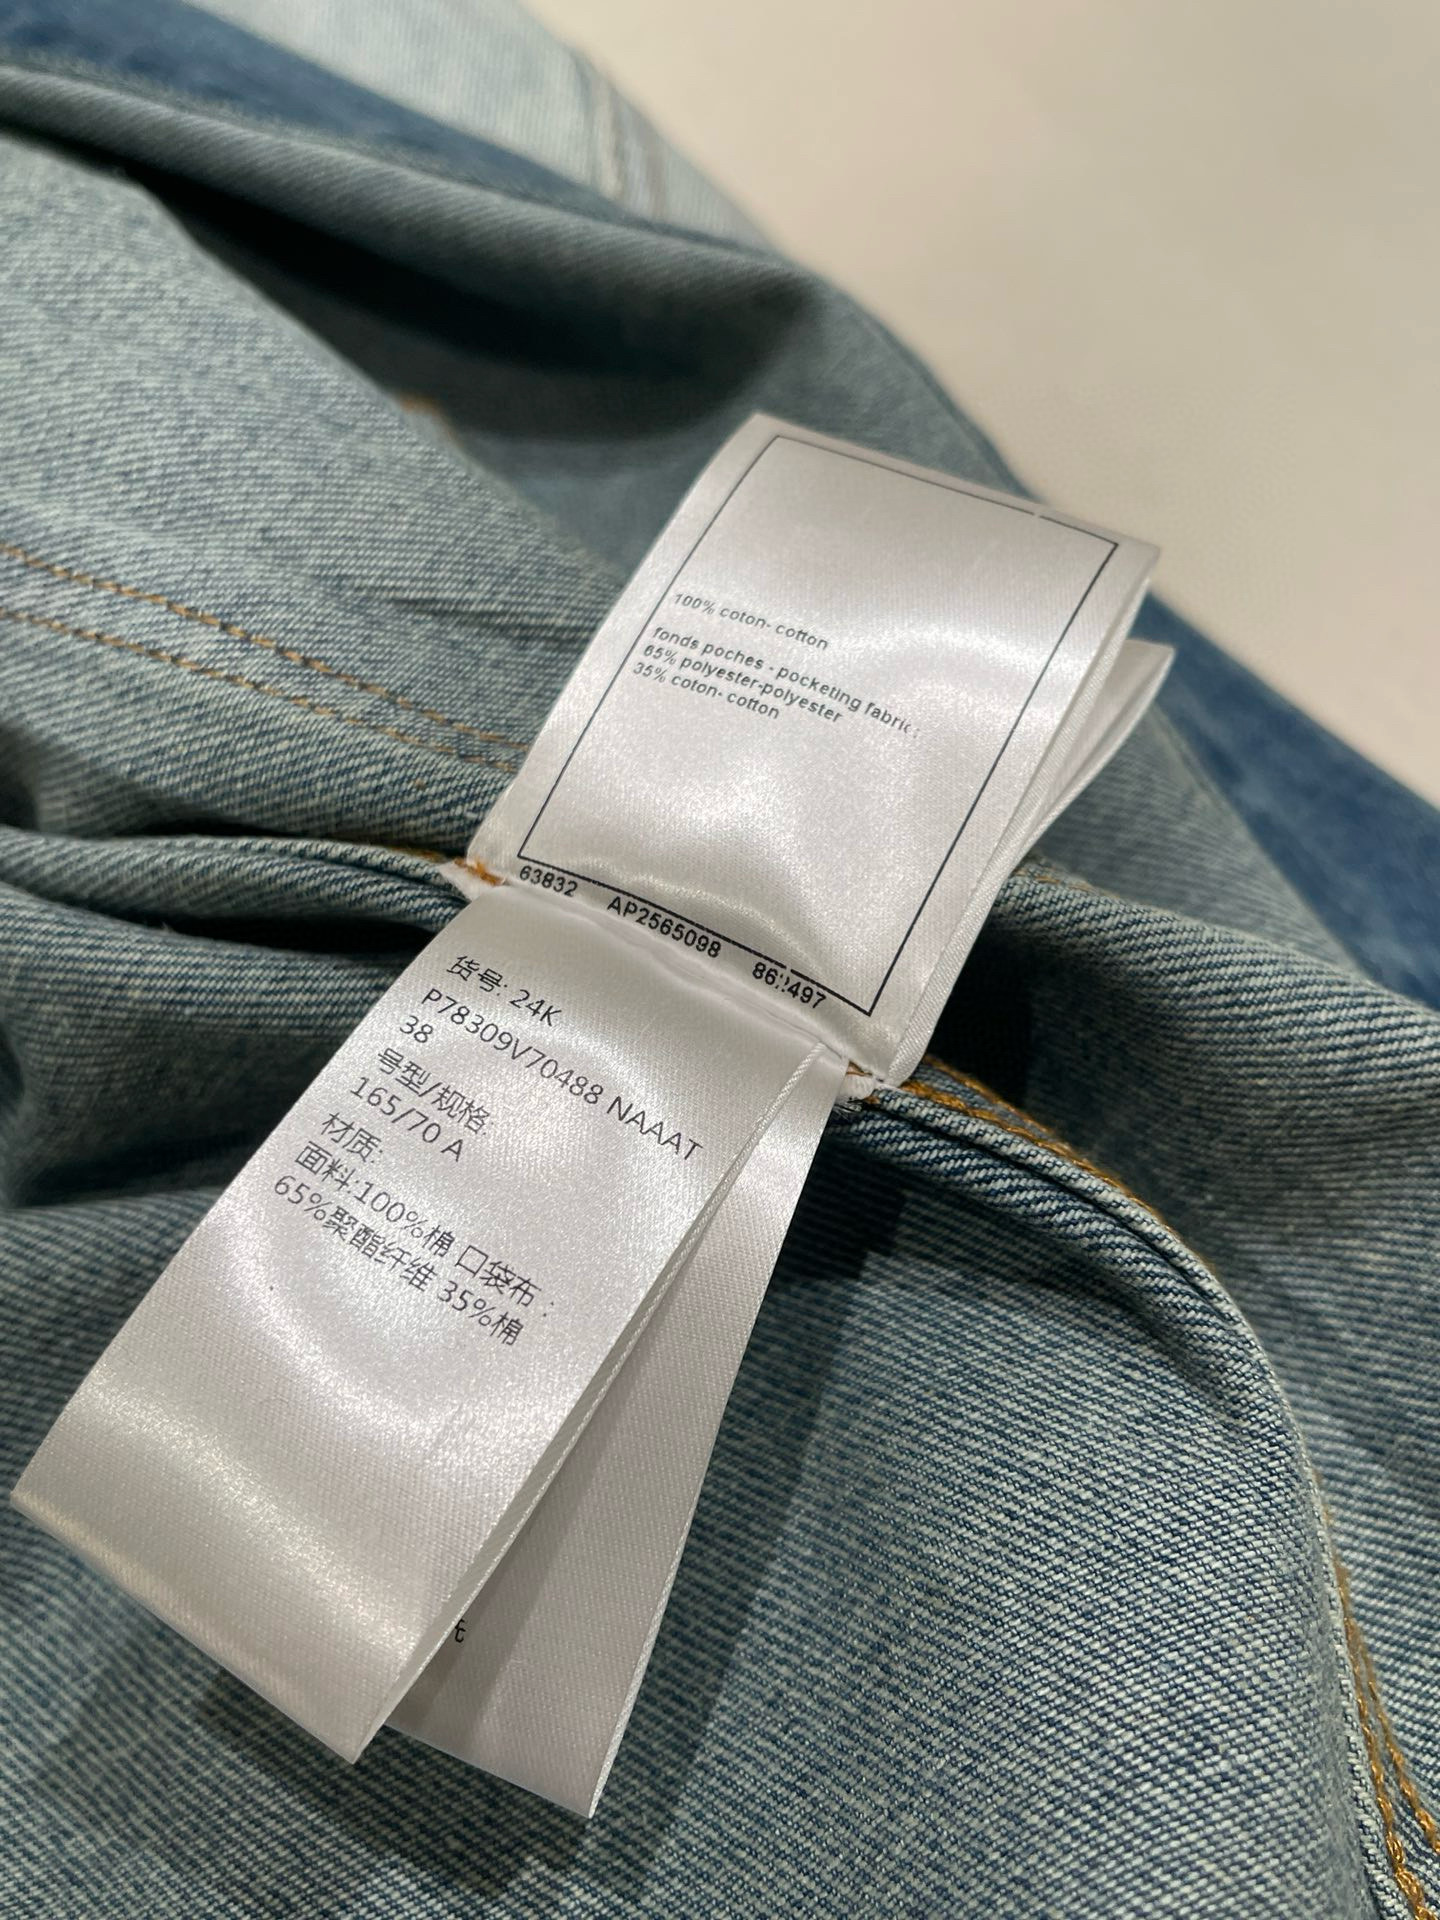 100% coton- cotton
fonds poches - pocketing fabric:
65% polyester-polyester
35% coton- cotton
63832 AP2565098
货号: 24K
P78309V70488 NAAAT
38
号型/规格:
165/70 A
材质:
面料:100%棉 口袋布：
65%聚酯纤维 35%棉